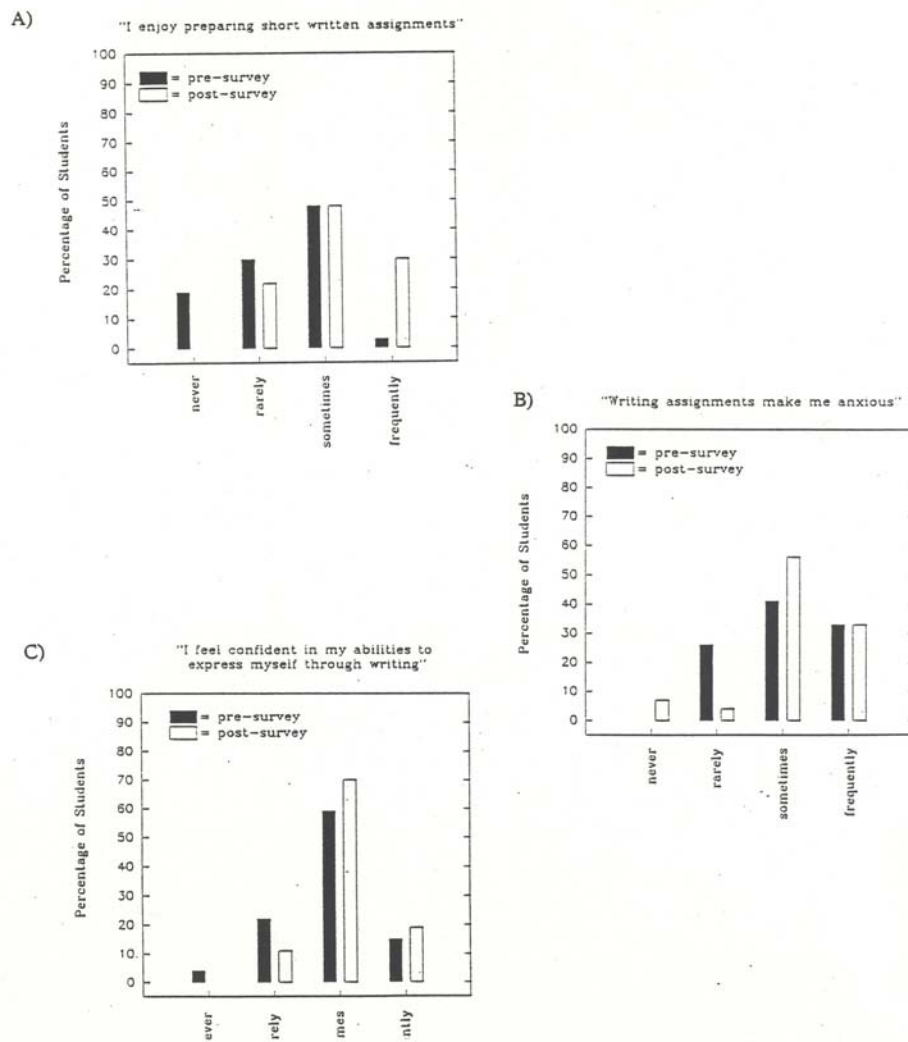 A)
"I enjoy preparing short written assignments"
100
90
80
70
60
50
40
30
20
10
0
Percentage of Students
= pre-survey
= post-survey
never
rarely
sometimes
frequently
B)
"Writing assignments make me anxious"
100
90
80
70
60
50
40
30
20
10
0
Percentage of Students
= pre-survey
= post-survey
never
rarely
sometimes
frequently
C)
"I feel confident in my abilities to
express myself through writing"
100
90
80
70
60
50
40
30
20
10
0
Percentage of Students
= pre-survey
= post-survey
ever
rely
mes
ntly